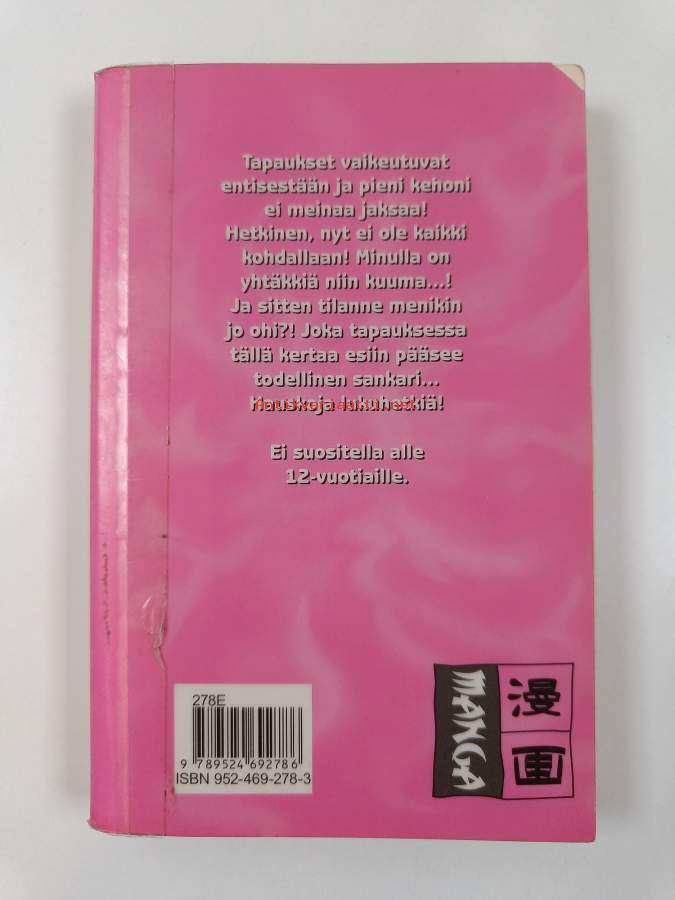 Tapaukset vaikeutuvat
entisestään ja pieni kehoni
ei meinaa jaksaa!
Hetkinen, nyt ei ole kaikki
kohdallaan! Minulla on
yhtäkkiä niin kuuma...!
Ja sitten tilanne menikin
jo ohi?! Joka tapauksessa
tällä kertaa esiin pääsee
todellinen sankari...
Hauskoja lukuhetkiä!
Ei suositella alle
12-vuotiaille.
278E
9 789524 692786
ISBN 952-469-278-3
MANGA
漫画